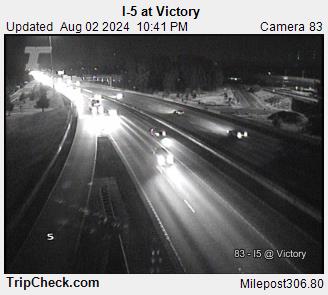 I-5 at Victory
Updated Aug 02 2024 10:41 PM Camera 83
S
83 - I5 @ Victory
TripCheck.com Milepost306.80